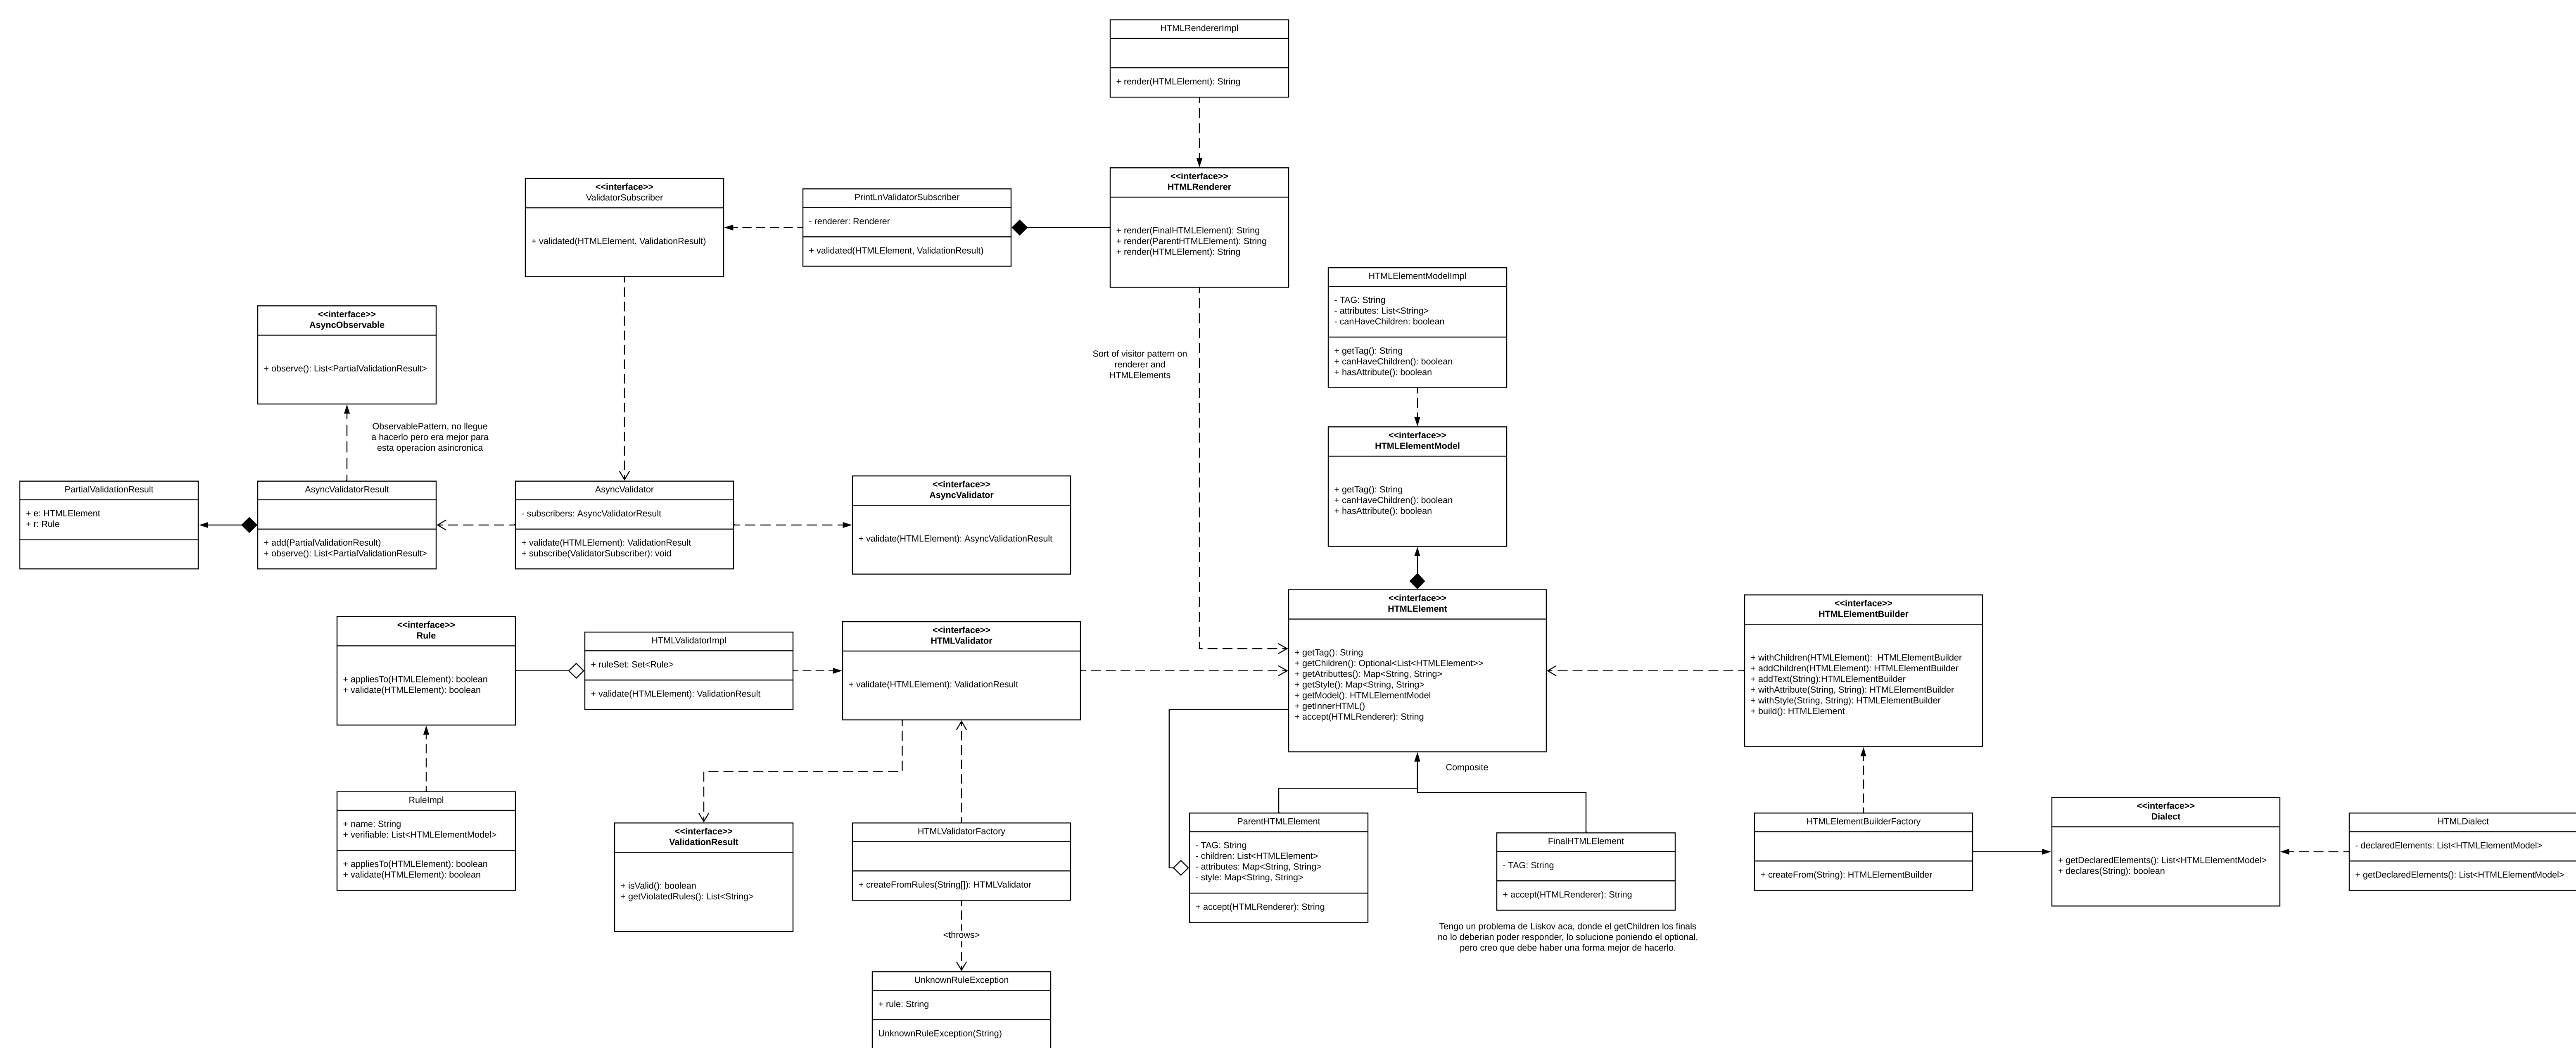 HTMLRendererImpl
+ render(HTMLElement): String
<<interface>>
HTMLRenderer
+ render(FinalHTMLElement): String
+ render(ParentHTMLElement): String
+ render(HTMLElement): String
<<interface>>
ValidatorSubscriber
+ validated(HTMLElement, ValidationResult)
PrintLnValidatorSubscriber
- renderer: Renderer
+ validated(HTMLElement, ValidationResult)
HTMLElementModelImpl
- TAG: String
- attributes: List<String>
- canHaveChildren: boolean
+ getTag(): String
+ canHaveChildren(): boolean
+ hasAttribute(): boolean
<<interface>>
AsyncObservable
+ observe(): List<PartialValidationResult>
Sort of visitor pattern on
renderer and
HTMLElements
ObservablePattern, no llegue
a hacerlo pero era mejor para
esta operacion asincronica
<<interface>>
HTMLElementModel
+ getTag(): String
+ canHaveChildren(): boolean
+ hasAttribute(): boolean
PartialValidationResult
+ e: HTMLElement
+ r: Rule
AsyncValidatorResult
+ add(PartialValidationResult)
+ observe(): List<PartialValidationResult>
AsyncValidator
- subscribers: AsyncValidatorResult
+ validate(HTMLElement): ValidationResult
+ subscribe(ValidatorSubscriber): void
<<interface>>
AsyncValidator
+ validate(HTMLElement): AsyncValidationResult
<<interface>>
Rule
+ appliesTo(HTMLElement): boolean
+ validate(HTMLElement): boolean
HTMLValidatorImpl
+ ruleSet: Set<Rule>
+ validate(HTMLElement): ValidationResult
<<interface>>
HTMLValidator
+ validate(HTMLElement): ValidationResult
<<interface>>
HTMLElement
+ getTag(): String
+ getChildren(): Optional<List<HTMLElement>>
+ getAtributtes(): Map<String, String>
+ getStyle(): Map<String, String>
+ getModel(): HTMLElementModel
+ getInnerHTML()
+ accept(HTMLRenderer): String
<<interface>>
HTMLElementBuilder
+ withChildren(HTMLElement):  HTMLElementBuilder
+ addChildren(HTMLElement): HTMLElementBuilder
+ addText(String):HTMLElementBuilder
+ withAttribute(String, String): HTMLElementBuilder
+ withStyle(String, String): HTMLElementBuilder
+ build(): HTMLElement
Composite
RuleImpl
+ name: String
+ verifiable: List<HTMLElementModel>
+ appliesTo(HTMLElement): boolean
+ validate(HTMLElement): boolean
<<interface>>
ValidationResult
+ isValid(): boolean
+ getViolatedRules(): List<String>
HTMLValidatorFactory
+ createFromRules(String[]): HTMLValidator
<throws>
UnknownRuleException
+ rule: String
UnknownRuleException(String)
ParentHTMLElement
- TAG: String
- children: List<HTMLElement>
- attributes: Map<String, String>
- style: Map<String, String>
+ accept(HTMLRenderer): String
FinalHTMLElement
- TAG: String
+ accept(HTMLRenderer): String
Tengo un problema de Liskov aca, donde el getChildren los finals
no lo deberian poder responder, lo solucione poniendo el optional,
pero creo que debe haber una forma mejor de hacerlo.
HTMLElementBuilderFactory
+ createFrom(String): HTMLElementBuilder
<<interface>>
Dialect
+ getDeclaredElements(): List<HTMLElementModel>
+ declares(String): boolean
HTMLDialect
- declaredElements: List<HTMLElementModel>
+ getDeclaredElements(): List<HTMLElementModel>